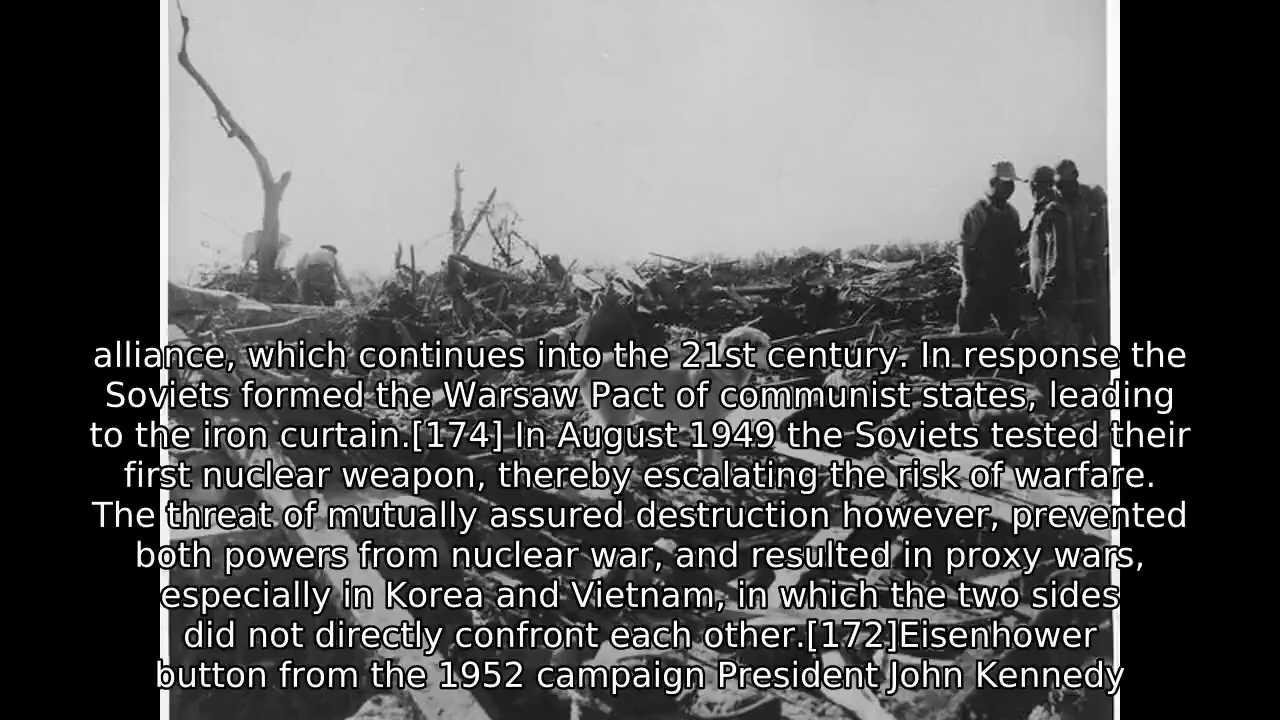 alliance, which continues into the 21st century. In response the
Soviets formed the Warsaw Pact of communist states, leading
to the iron curtain.[174] In August 1949 the Soviets tested their
first nuclear weapon, thereby escalating the risk of warfare.
The threat of mutually assured destruction however, prevented
both powers from nuclear war, and resulted in proxy wars,
especially in Korea and Vietnam, in which the two sides
did not directly confront each other.[172]Eisenhower
button from the 1952 campaign President John Kennedy